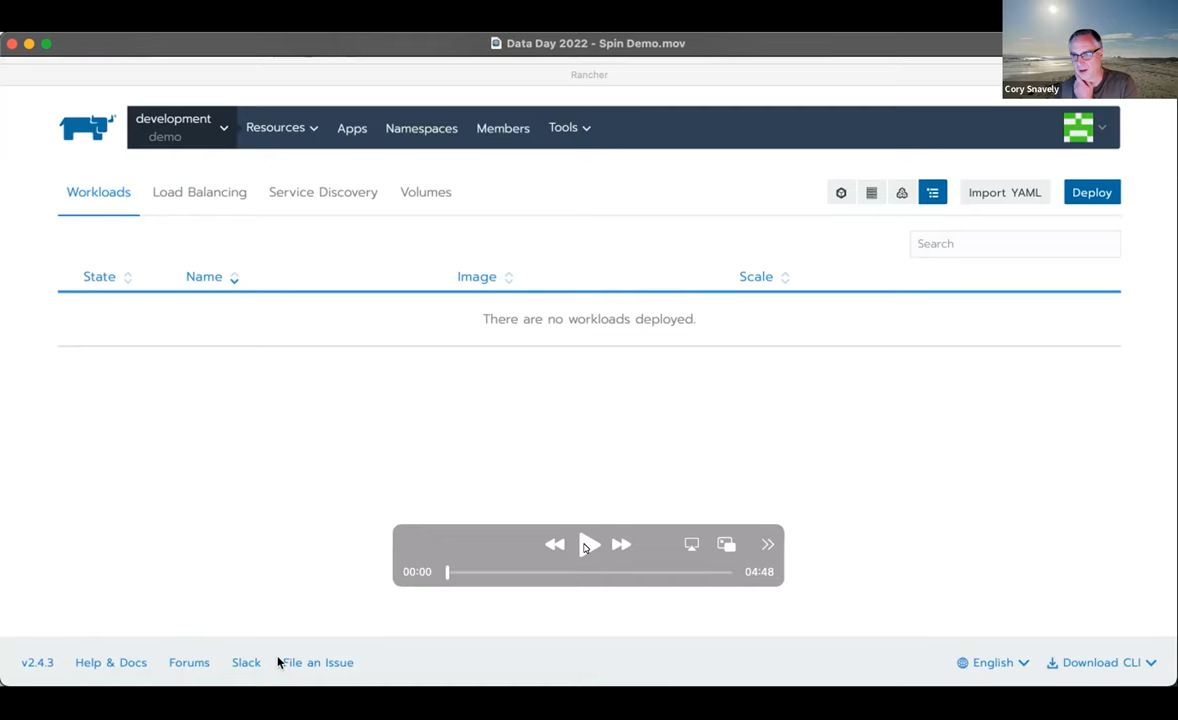 Data Day 2022 - Spin Demo.mov
Rancher
Cory Snavely
development
demo
Resources
Apps
Namespaces
Members
Tools
Workloads
Load Balancing
Service Discovery
Volumes
Import YAML
Deploy
Search
State
Name
Image
Scale
There are no workloads deployed.
00:00
04:48
v2.4.3
Help & Docs
Forums
Slack
File an Issue
English
Download CLI